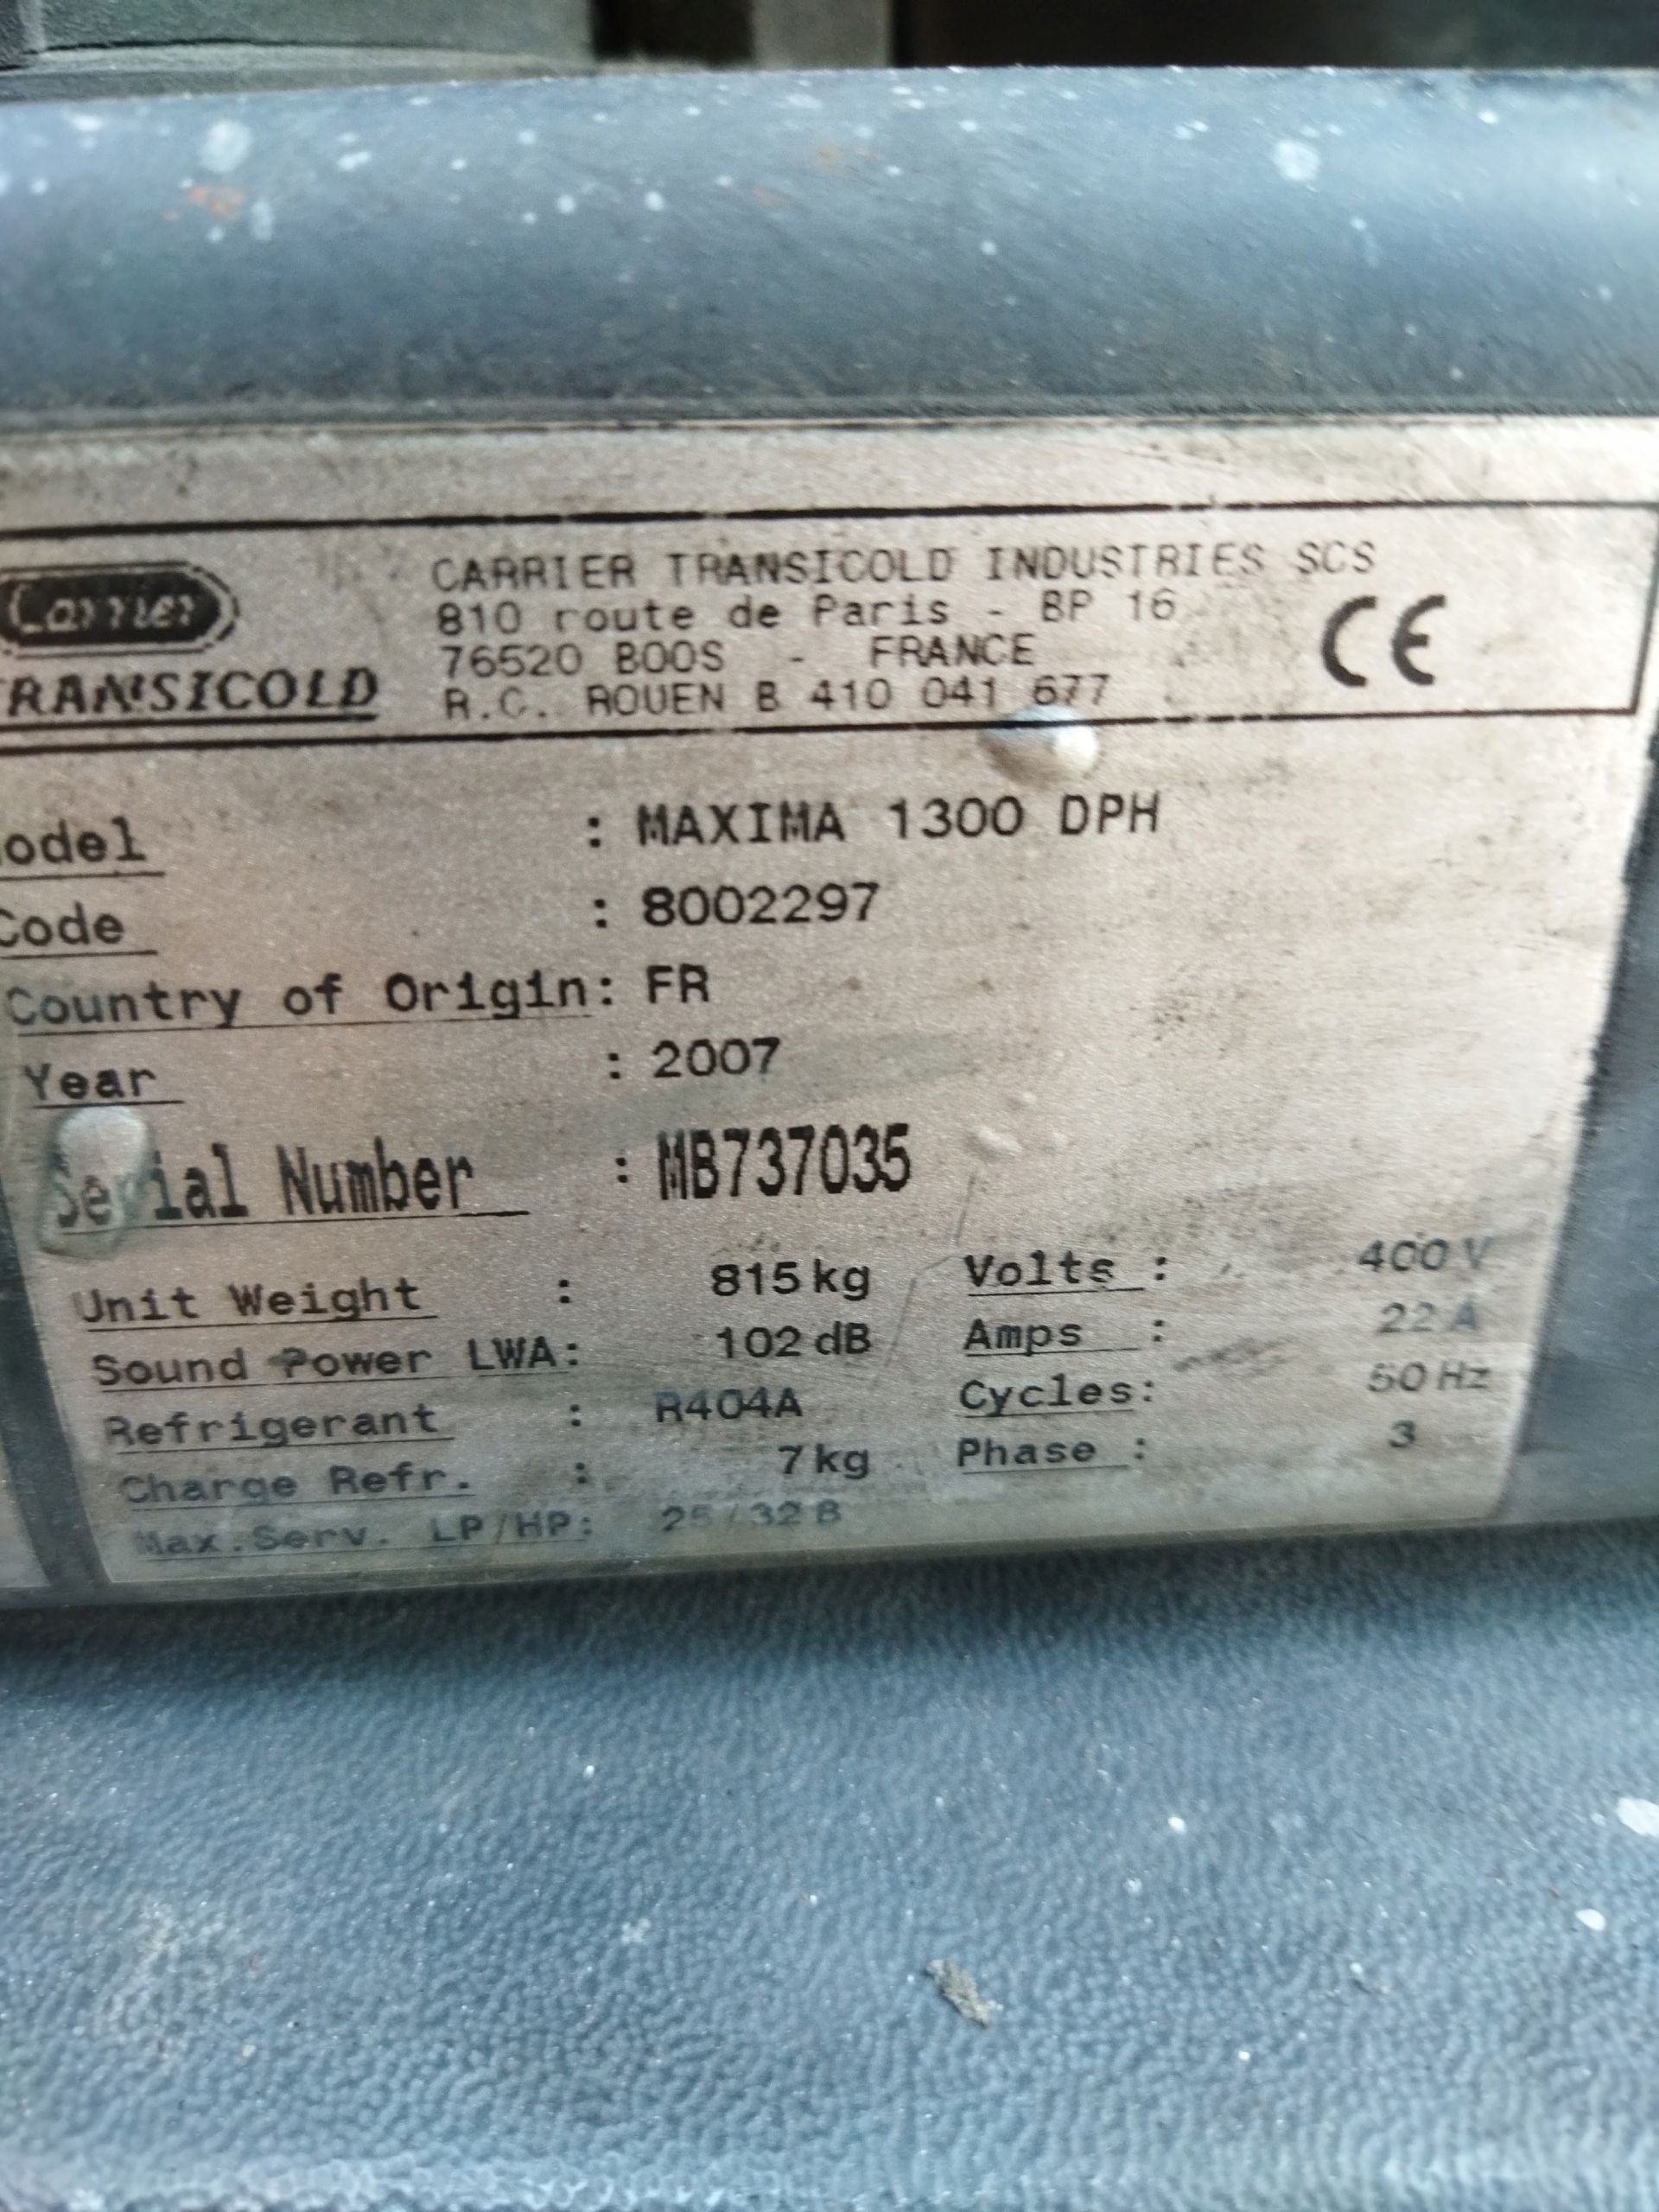 Carrier
TRANSICOLD
CARRIER TRANSICOLD INDUSTRIES SCS
810 route de Paris - BP 16
76520 BOOS - FRANCE
R.C. ROUEN B 410 041 677
CE
odel : MAXIMA 1300 DPH
Code : 8002297
Country of Origin: FR
Year : 2007
Serial Number : MB737035
Unit Weight : 815 kg Volts : 400 V
Sound Power LWA: 102 dB Amps : 22 A
Refrigerant : R404A Cycles: 50 Hz
Charge Refr. : 7 kg Phase : 3
Max.Serv. LP/HP: 25/32 B